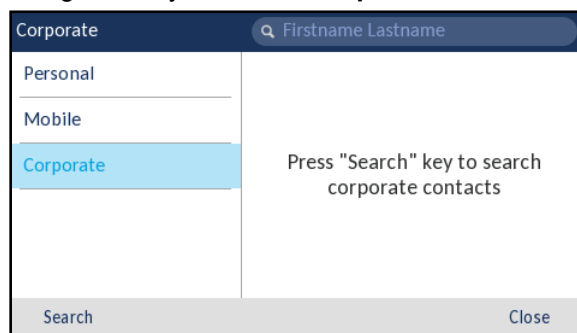 Corporate
Firstname Lastname
Personal
Mobile
Corporate
Press "Search" key to search
corporate contacts
Search
Close